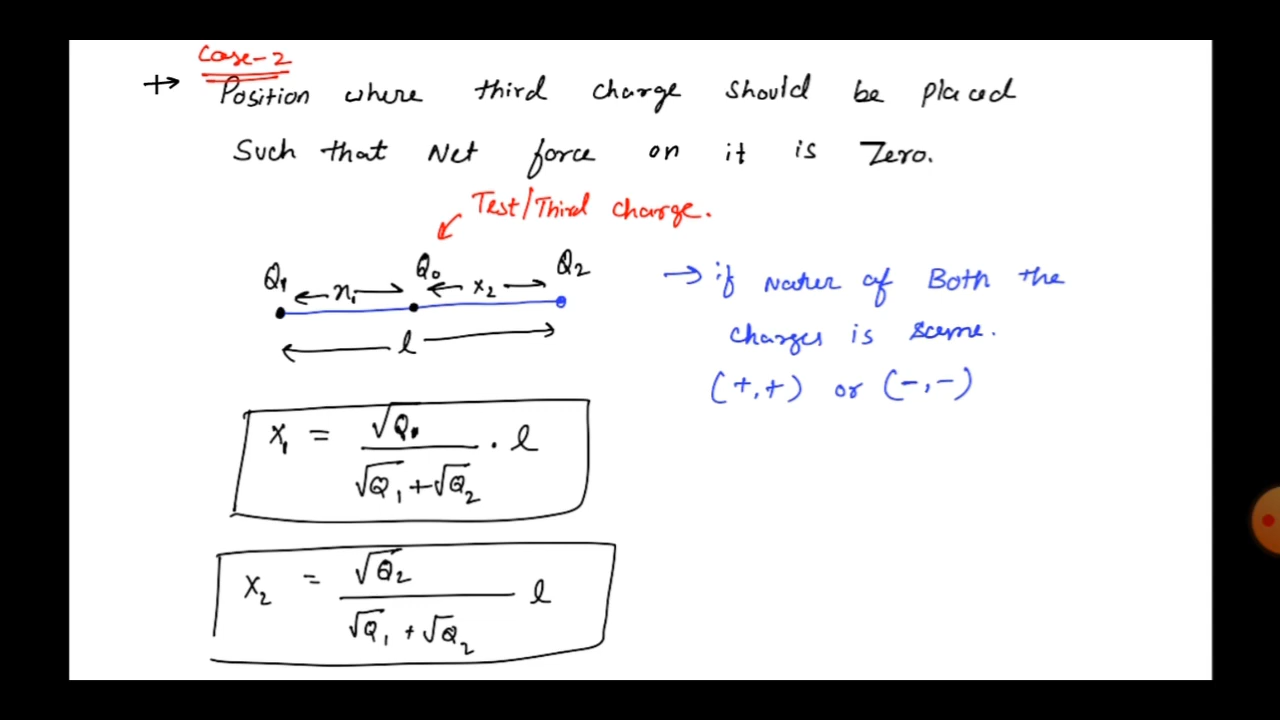 Case-2
Position where third charge should be placed
Such that Net force on it is Zero.
Test/Third charge.
Q1 Q0 Q2
x1 x2
l
→ if nature of Both the
charges is same.
(+,+) or (-,-)
x1 = √Q1 / √Q1 + √Q2 · l
x2 = √Q2 / √Q1 + √Q2 l